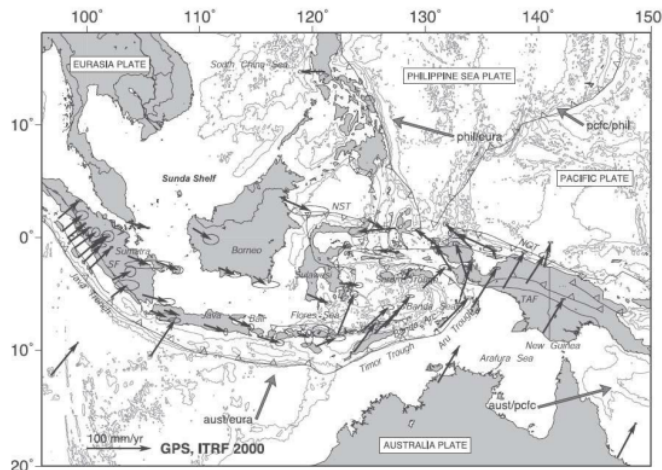 100° 110° 120° 130° 140° 150
EURASIA PLATE
South China Sea
PHILIPPINE SEA PLATE
10°
phil/eura
pcfc/phil
Sunda Shelf
PACIFIC PLATE
NST
0°
Borneo
NGT
Sumatra
SF
Sulawesi
Java Trough
TAF
Banda Sea
Java
Bali
Flores Sea
Aru Trough
Timor Trough
New Guinea
10°
Arafura Sea
aust/eura
aust/pcfc
100 mm/yr
GPS, ITRF 2000
AUSTRALIA PLATE
20°